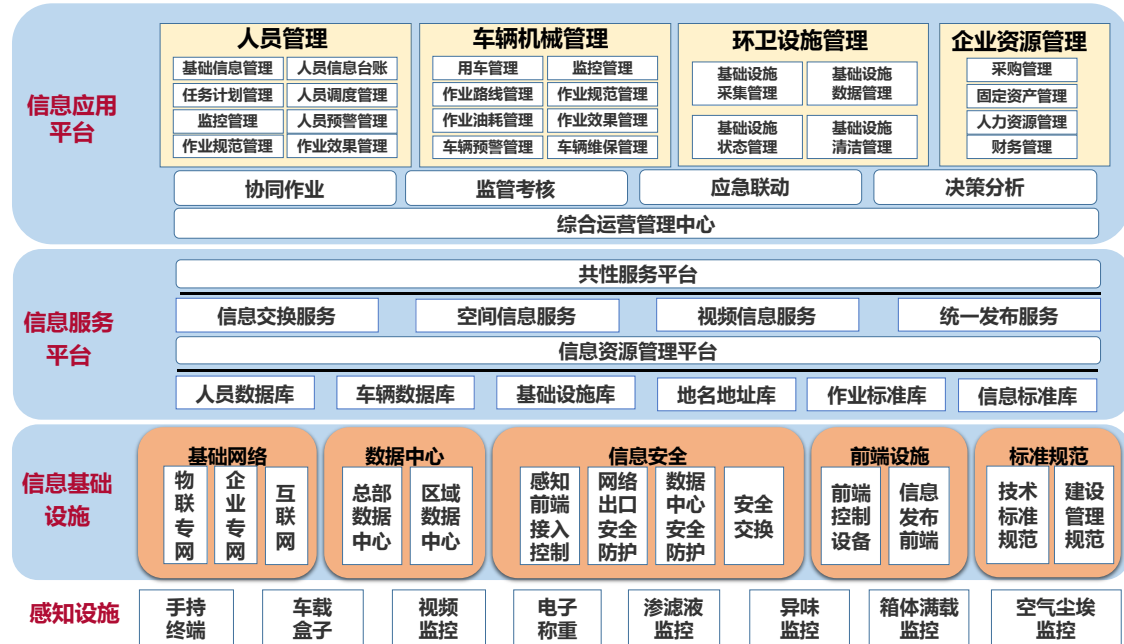 人员管理
车辆机械管理
环卫设施管理
企业资源管理
基础信息管理
人员信息台账
任务计划管理
人员调度管理
监控管理
人员预警管理
作业规范管理
作业效果管理
用车管理
监控管理
作业路线管理
作业规范管理
作业油耗管理
作业效果管理
车辆预警管理
车辆维保管理
基础设施
采集管理
基础设施
数据管理
基础设施
状态管理
基础设施
清洁管理
采购管理
固定资产管理
人力资源管理
财务管理
信息应用
平台
协同作业
监管考核
应急联动
决策分析
综合运营管理中心
信息服务
平台
共性服务平台
信息交换服务
空间信息服务
视频信息服务
统一发布服务
信息资源管理平台
人员数据库
车辆数据库
基础设施库
地名地址库
作业标准库
信息标准库
信息基础
设施
基础网络
物
联
专
网
企
业
专
网
互
联
网
数据中心
总部
数据
中心
区域
数据
中心
信息安全
感知
前端
接入
控制
网络
出口
安全
防护
数据
中心
安全
防护
安全
交换
前端设施
前端
控制
设备
信息
发布
前端
标准规范
技术
标准
规范
建设
管理
规范
感知设施
手持
终端
车载
盒子
视频
监控
电子
称重
渗滤液
监控
异味
监控
箱体满载
监控
空气尘埃
监控